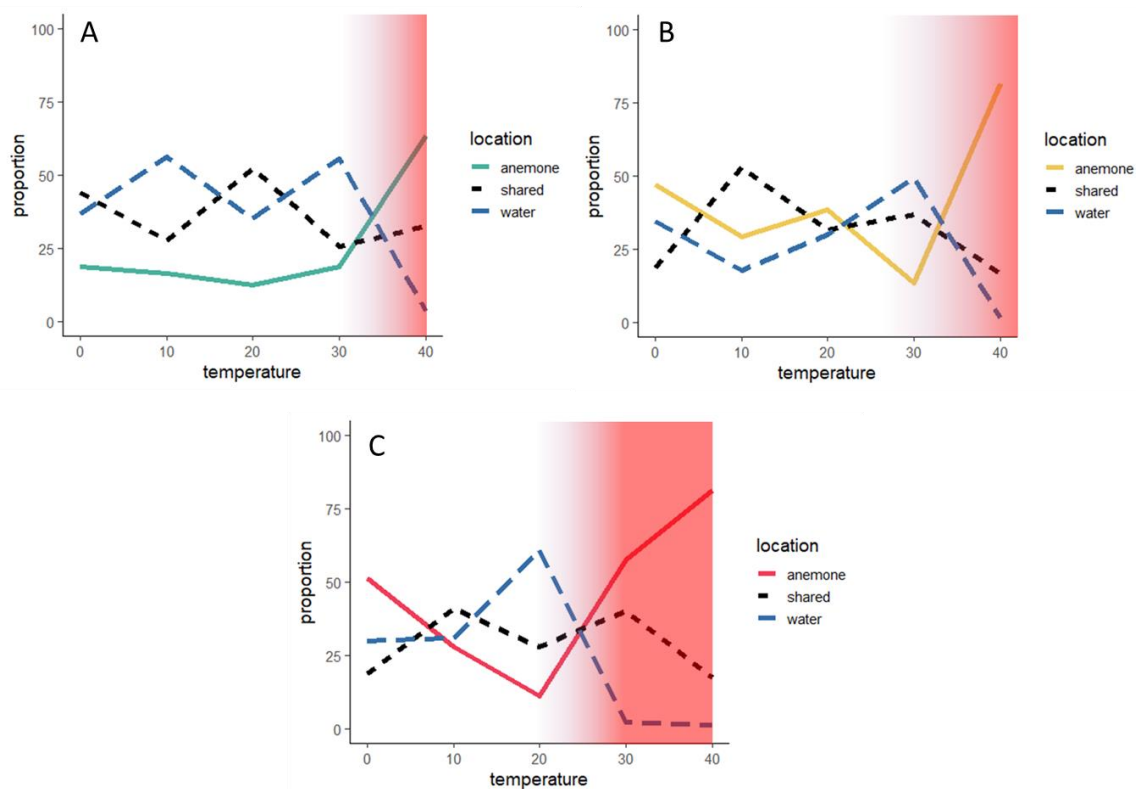 A
100
75
50
25
0
proportion
0 10 20 30 40
temperature
location
anemone
shared
water
B
100
75
50
25
0
proportion
0 10 20 30 40
temperature
location
anemone
shared
water
C
100
75
50
25
0
proportion
0 10 20 30 40
temperature
location
anemone
shared
water